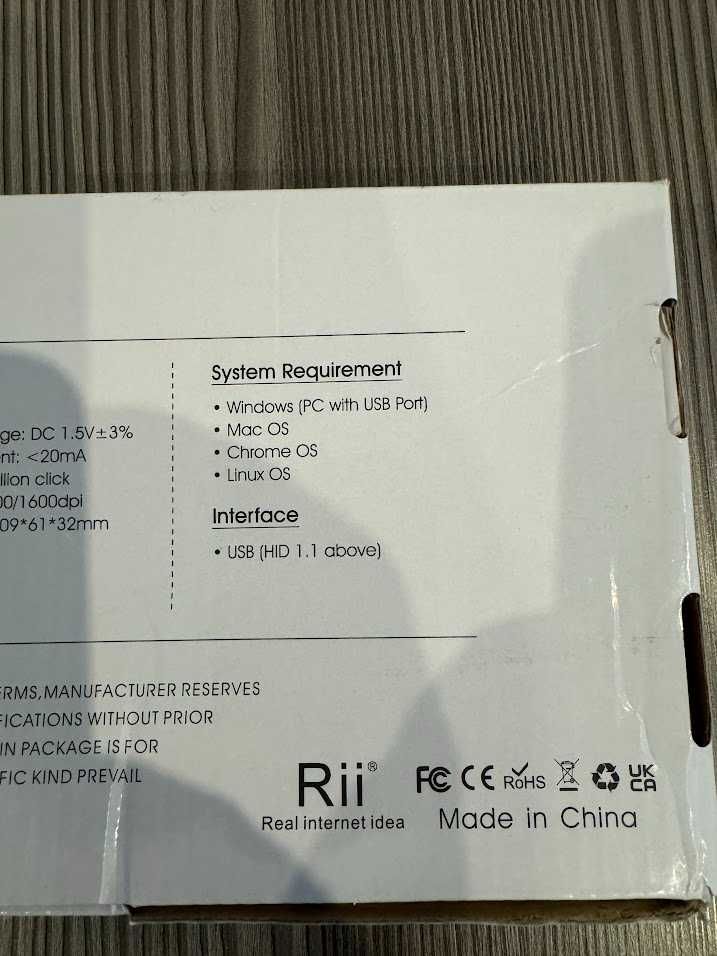 System Requirement
• Windows (PC with USB Port)
• Mac OS
• Chrome OS
• Linux OS
Interface
• USB (HID 1.1 above)
ge: DC 1.5V±3%
nt: <20mA
llion click
00/1600dpi
09*61*32mm
ERMS,MANUFACTURER RESERVES
FICATIONS WITHOUT PRIOR
IN PACKAGE IS FOR
FIC KIND PREVAIL
Rii®
Real internet idea
FC CE RoHS UK CA
Made in China